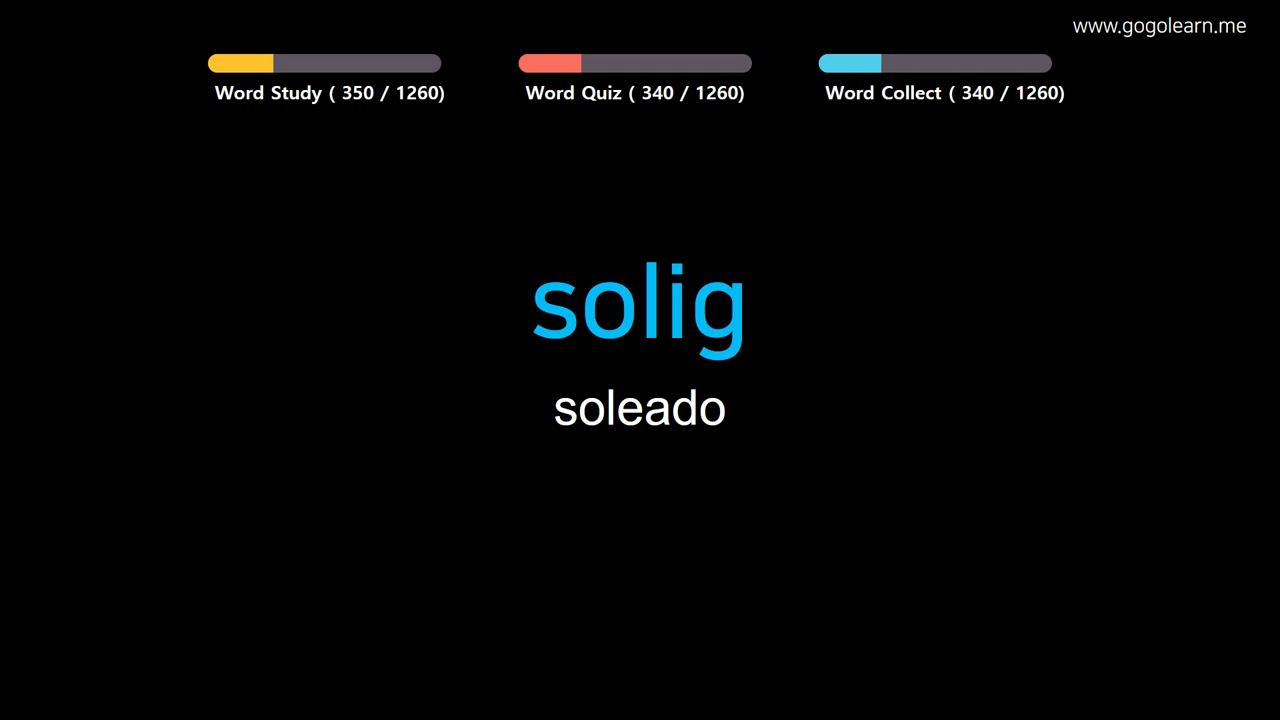 www.gogolearn.me
Word Study ( 350 / 1260)
Word Quiz ( 340 / 1260)
Word Collect ( 340 / 1260)
solig
soleado